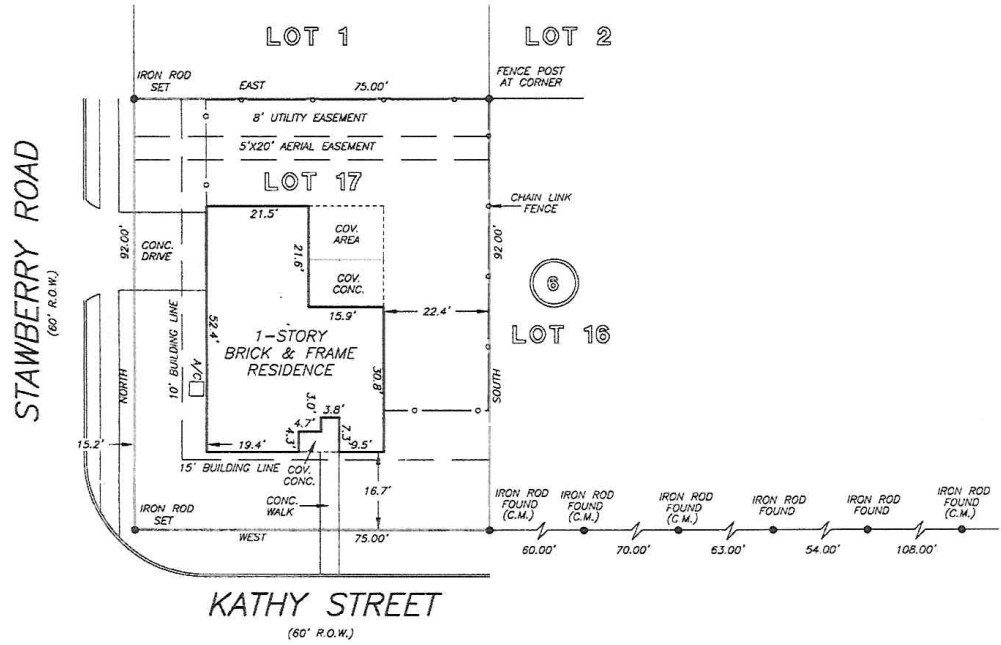 LOT 1
LOT 2
IRON ROD
SET
EAST
75.00'
FENCE POST
AT CORNER
8' UTILITY EASEMENT
5'X20' AERIAL EASEMENT
LOT 17
CHAIN LINK
FENCE
STAWBERRY ROAD
(60' R.O.W.)
92.00'
CONC.
DRIVE
21.5'
21.6'
COV.
AREA
COV.
CONC.
92.00'
6
15.9'
22.4'
LOT 16
10' BUILDING LINE
52.4'
1-STORY
BRICK & FRAME
RESIDENCE
A/C
30.8'
NORTH
SOUTH
3.0'
3.8'
4.7'
4.3'
7.3'
15.2'
19.4'
9.5'
15' BUILDING LINE
COV.
CONC.
16.7'
CONC.
WALK
IRON ROD
SET
WEST
75.00'
IRON ROD
FOUND
(C.M.)
IRON ROD
FOUND
(C.M.)
IRON ROD
FOUND
(C.M.)
IRON ROD
FOUND
IRON ROD
FOUND
IRON ROD
FOUND
(C.M.)
60.00'
70.00'
63.00'
54.00'
108.00'
KATHY STREET
(60' R.O.W.)